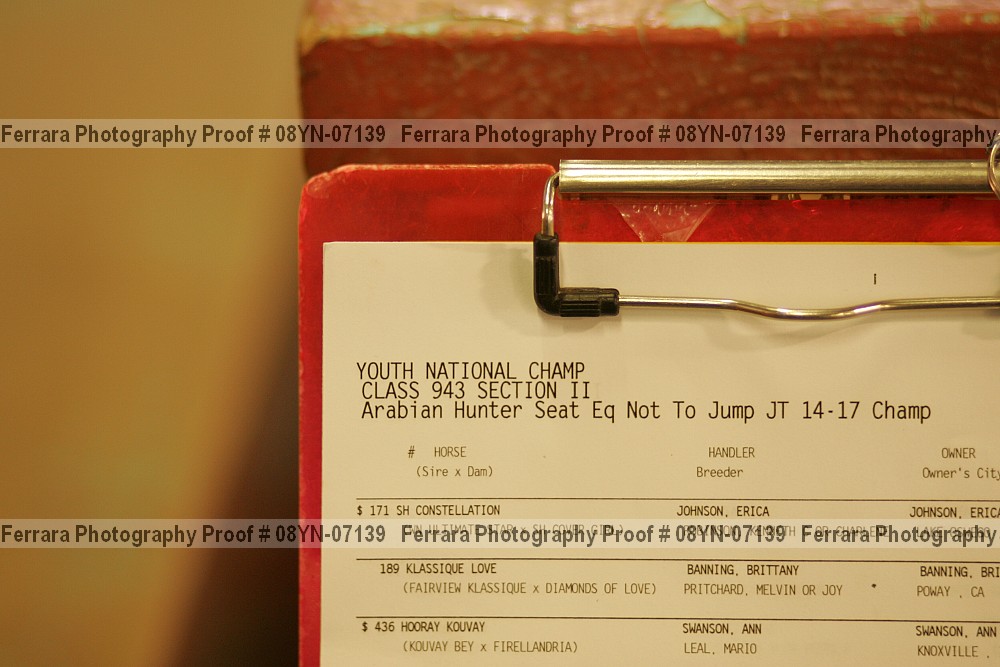 Ferrara Photography Proof # 08YN-07139 Ferrara Photography Proof # 08YN-07139 Ferrara Photography
YOUTH NATIONAL CHAMP
CLASS 943 SECTION II
Arabian Hunter Seat Eq Not To Jump JT 14-17 Champ
# HORSE HANDLER OWNER
(Sire x Dam) Breeder Owner's City
$ 171 SH CONSTELLATION JOHNSON, ERICA JOHNSON, ERICA
Ferrara Photography Proof # 08YN-07139 Ferrara Photography Proof # 08YN-07139 Ferrara Photography
189 KLASSIQUE LOVE BANNING, BRITTANY BANNING, BRI
(FAIRVIEW KLASSIQUE x DIAMONDS OF LOVE) PRITCHARD, MELVIN OR JOY * POWAY , CA
$ 436 HOORAY KOUVAY SWANSON, ANN SWANSON, ANN
(KOUVAY BEY x FIRELLANDRIA) LEAL, MARIO KNOXVILLE ,